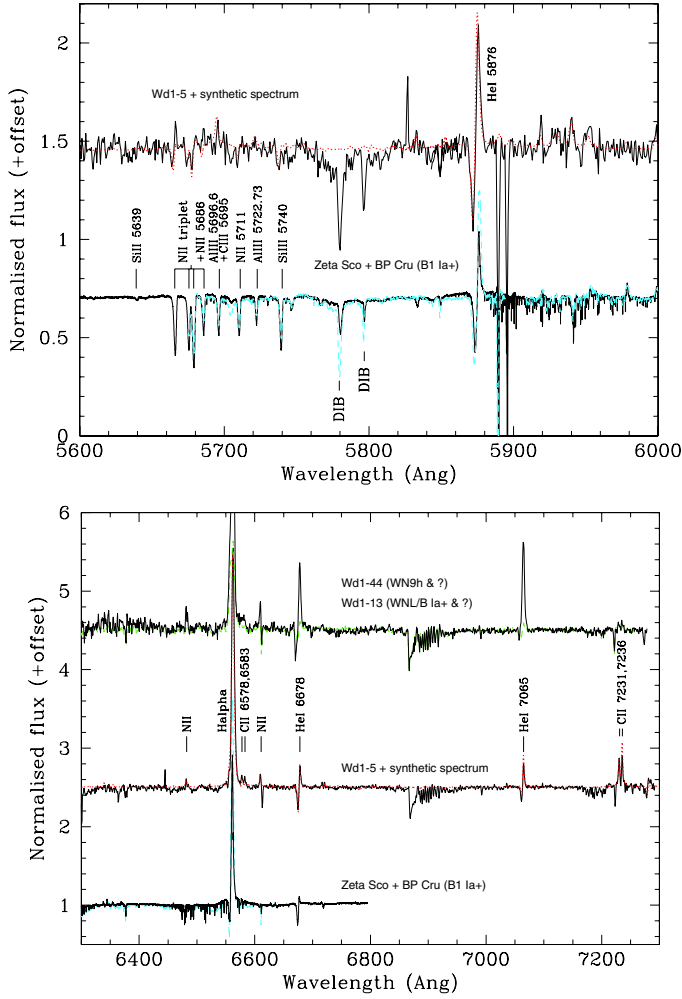 2
1.5
1
0.5
0
Normalised flux (+offset)
Wd1-5 + synthetic spectrum
HeI 5876
SiII 5639
NII triplet
+NII 5686
AlIII 5696,6
+CIII 5695
NII 5711
AlIII 5722,73
SiIII 5740
Zeta Sco + BP Cru (B1 Ia+)
DIB
DIB
5600 5700 5800 5900 6000
Wavelength (Ang)
6
5
4
3
2
1
Normalised flux (+offset)
Wd1-44 (WN9h & ?)
Wd1-13 (WNL/B Ia+ & ?)
NII
Halpha
CII 6578,6583
NII
HeI 6678
HeI 7065
CII 7231,7236
Wd1-5 + synthetic spectrum
Zeta Sco + BP Cru (B1 Ia+)
6400 6600 6800 7000 7200
Wavelength (Ang)